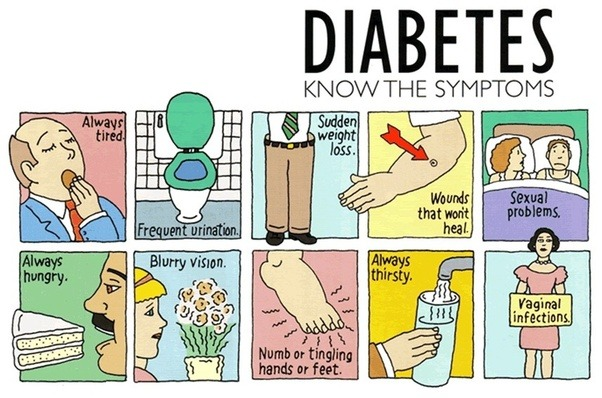 DIABETES
KNOW THE SYMPTOMS
Always
tired.
Frequent urination.
Sudden
weight
loss.
Wounds
that won't
heal.
Sexual
problems.
Always
hungry.
Blurry vision.
Numb or tingling
hands or feet.
Always
thirsty.
Vaginal
infections.